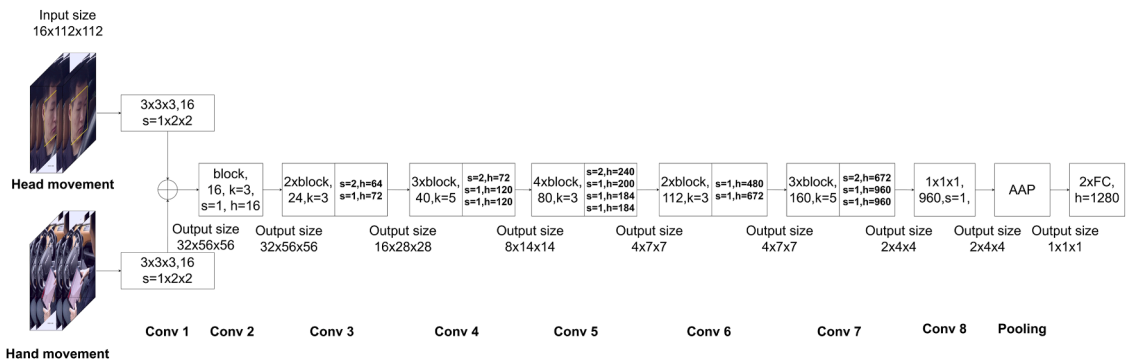 Input size
16x112x112
Head movement
3x3x3,16
s=1x2x2
block,
16, k=3,
s=1, h=16
2xblock,
24,k=3
s=2,h=64
s=1,h=72
3xblock,
40,k=5
s=2,h=72
s=1,h=120
s=1,h=120
4xblock,
80,k=3
s=2,h=240
s=1,h=200
s=1,h=184
s=1,h=184
2xblock,
112,k=3
s=1,h=480
s=1,h=672
3xblock,
160,k=5
s=2,h=672
s=1,h=960
s=1,h=960
1x1x1,
960,s=1,
AAP
2xFC,
h=1280
Output size
32x56x56
Output size
32x56x56
Output size
16x28x28
Output size
8x14x14
Output size
4x7x7
Output size
4x7x7
Output size
2x4x4
Output size
2x4x4
Output size
1x1x1
3x3x3,16
s=1x2x2
Hand movement
Conv 1
Conv 2
Conv 3
Conv 4
Conv 5
Conv 6
Conv 7
Conv 8
Pooling